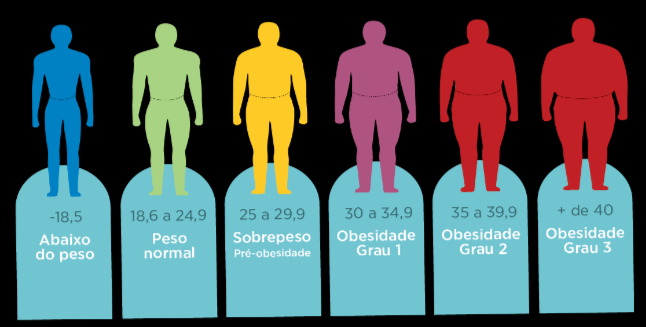 -18,5
Abaixo
do peso
18,6 a 24,9
Peso
normal
25 a 29,9
Sobrepeso
Pré-obesidade
30 a 34,9
Obesidade
Grau 1
35 a 39,9
Obesidade
Grau 2
+ de 40
Obesidade
Grau 3